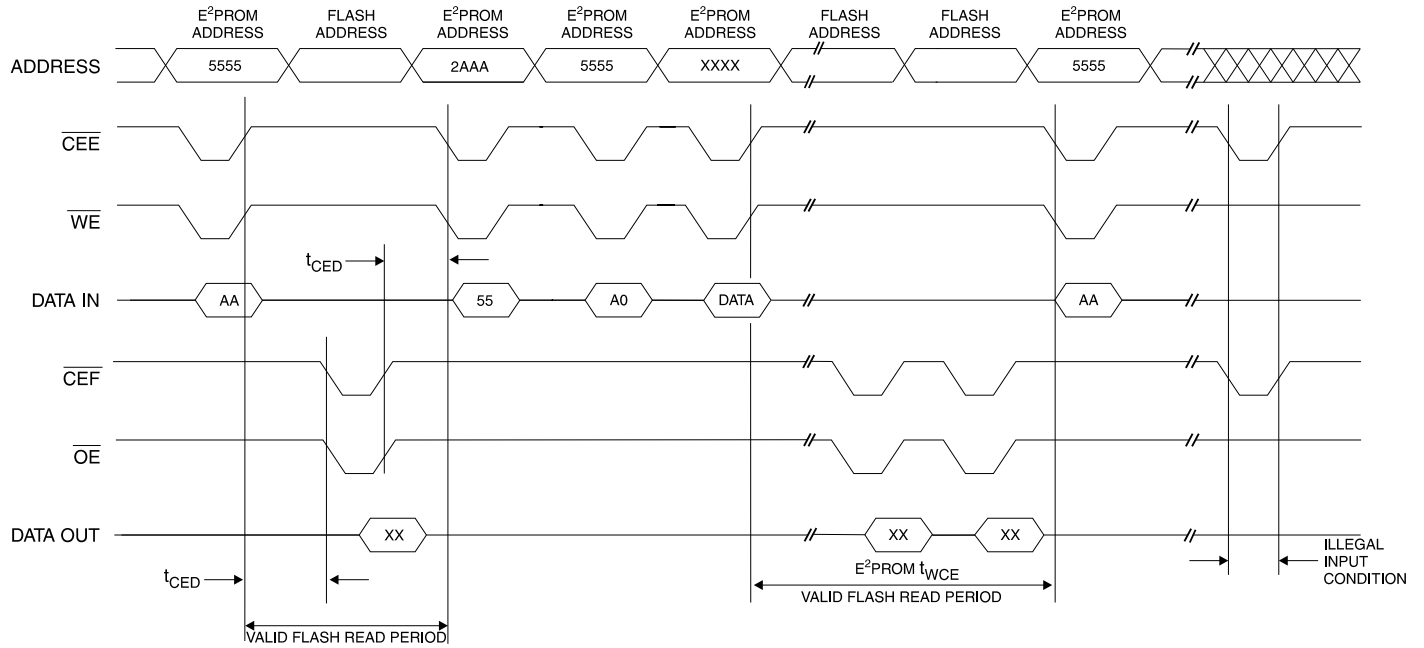 E²PROM ADDRESS
FLASH ADDRESS
E²PROM ADDRESS
E²PROM ADDRESS
E²PROM ADDRESS
FLASH ADDRESS
FLASH ADDRESS
E²PROM ADDRESS
ADDRESS 5555 2AAA 5555 XXXX 5555
CEE
WE
tCED
DATA IN AA 55 A0 DATA AA
CEF
OE
DATA OUT XX XX XX
tCED
E²PROM tWCE
VALID FLASH READ PERIOD
ILLEGAL
INPUT
CONDITION
VALID FLASH READ PERIOD